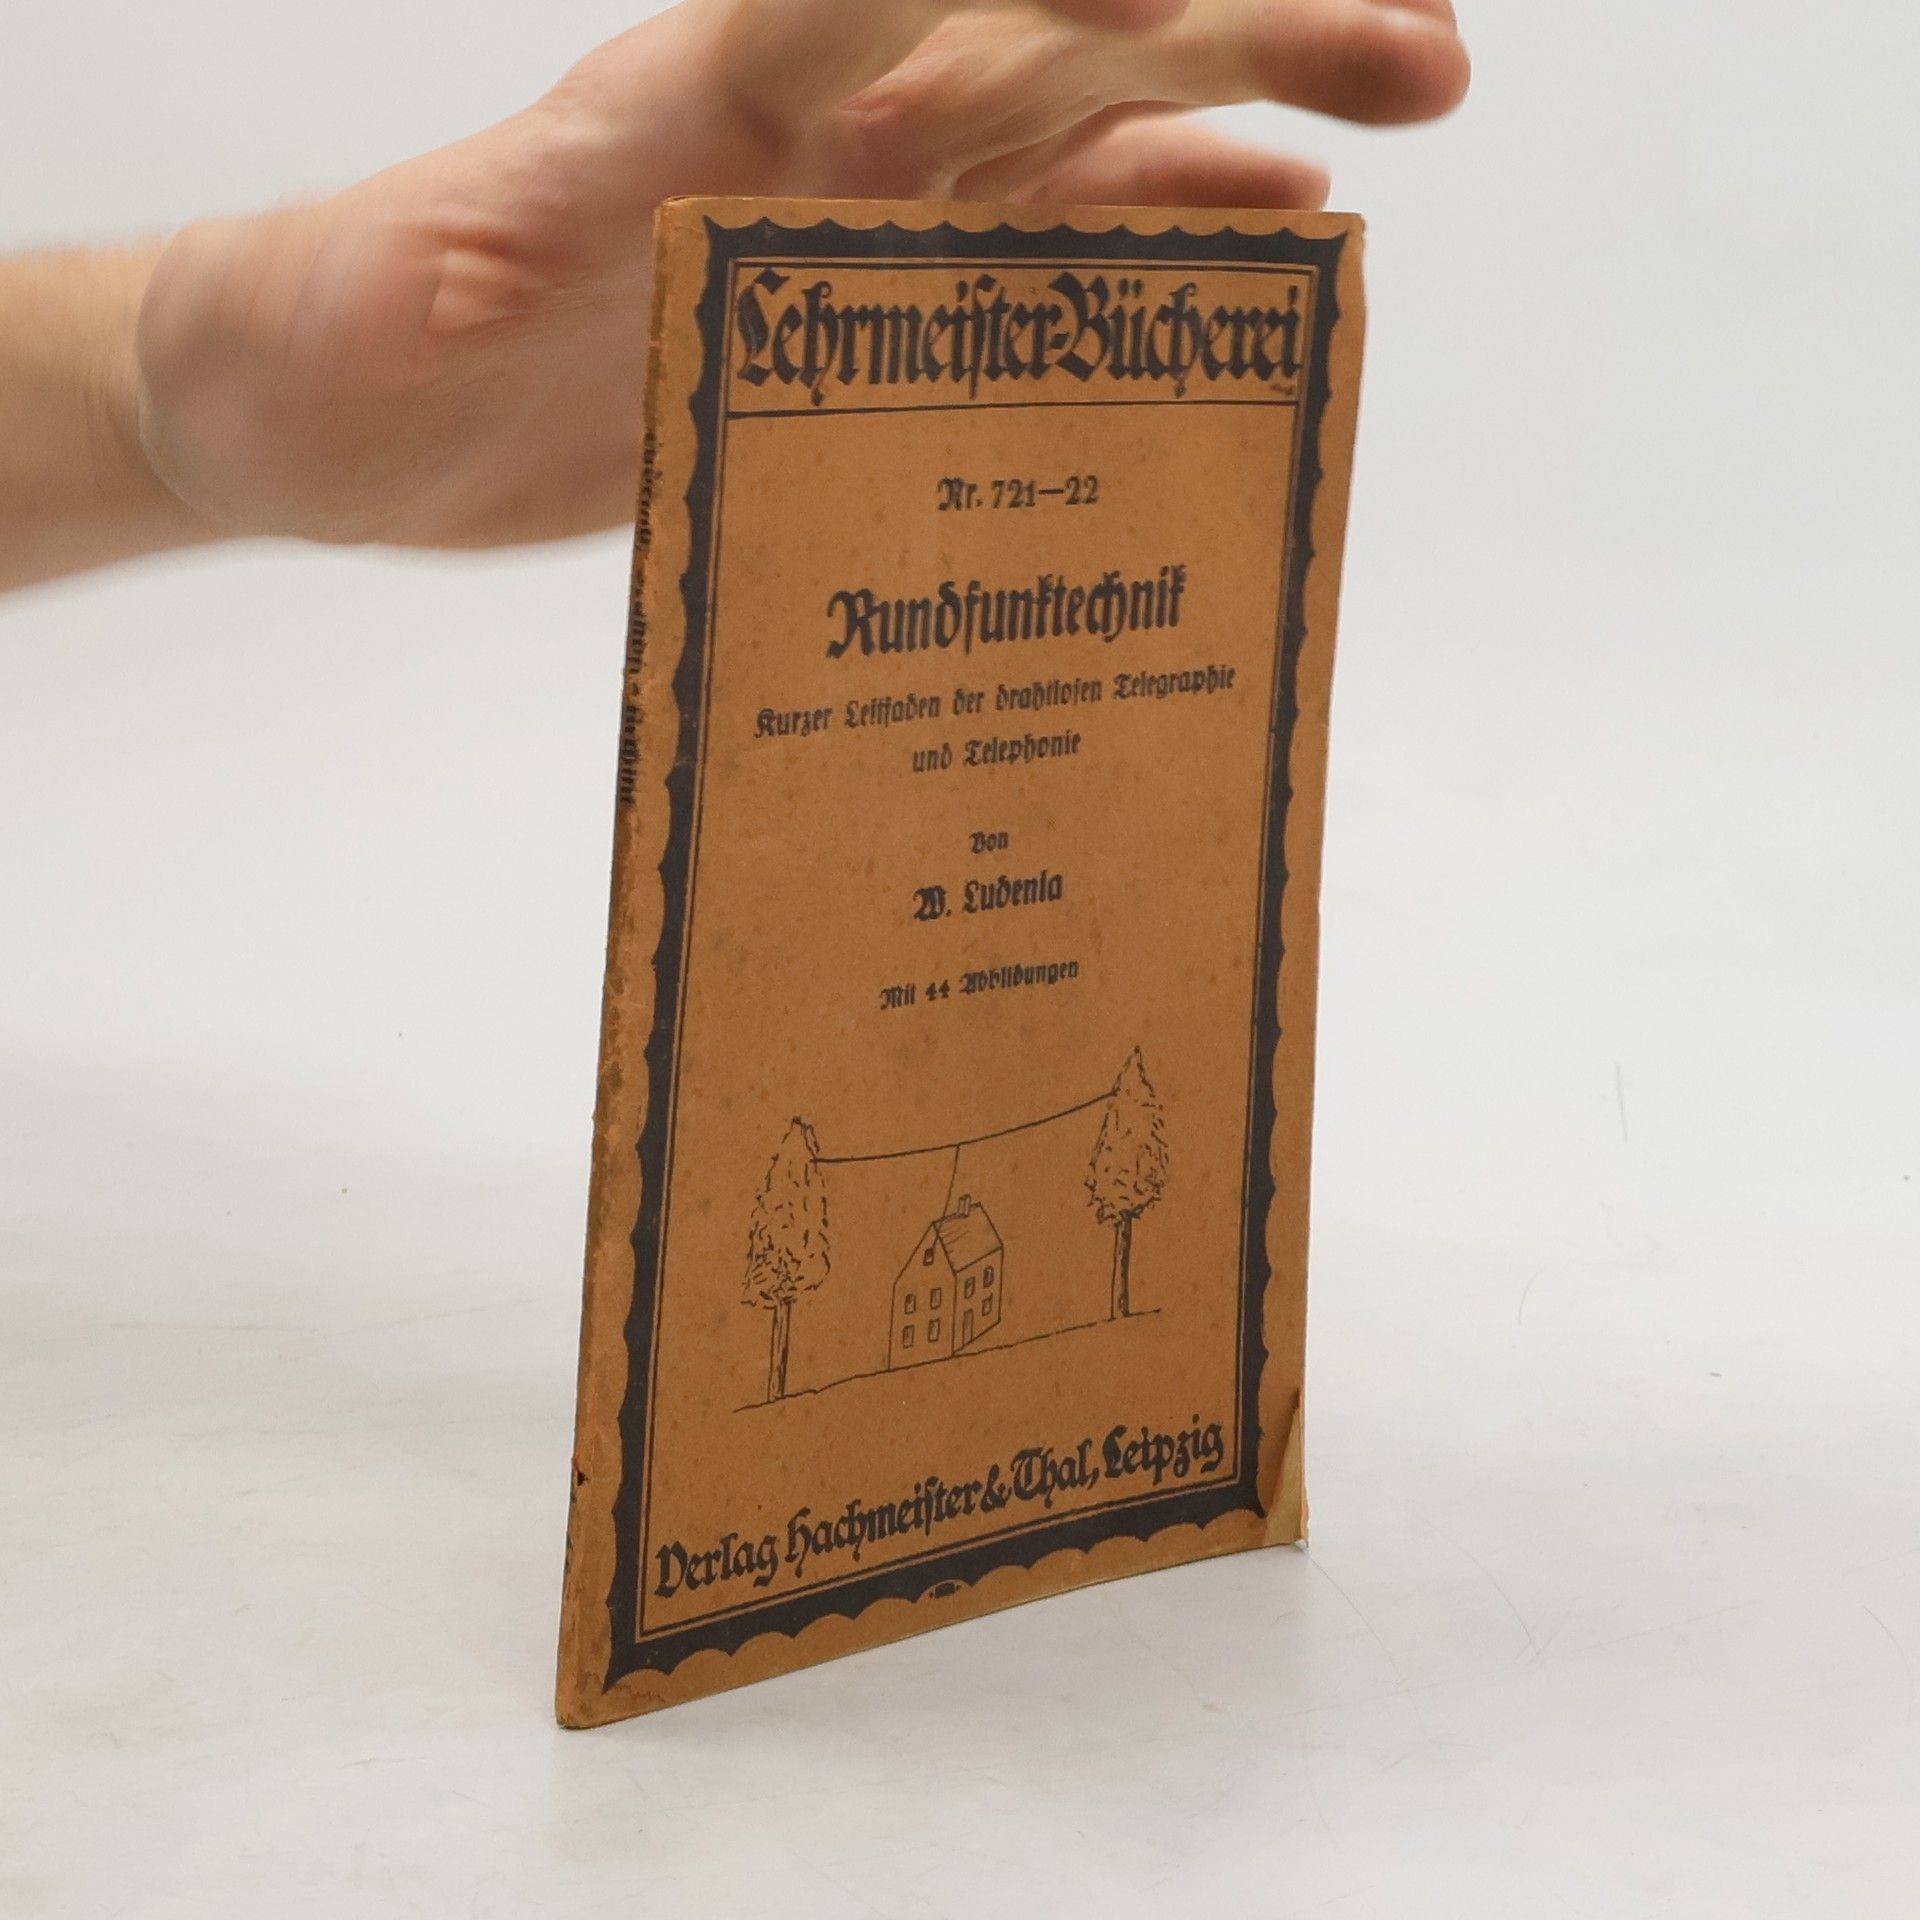 Lehrmeister-Bücherei
Nr. 721—22
Rundfunktechnik
Kurzer Leitfaden der drahtlosen Telegraphie
und Telephonie
Von
W. Ludenia
Mit 44 Abbildungen
Verlag Hachmeister & Thal, Leipzig